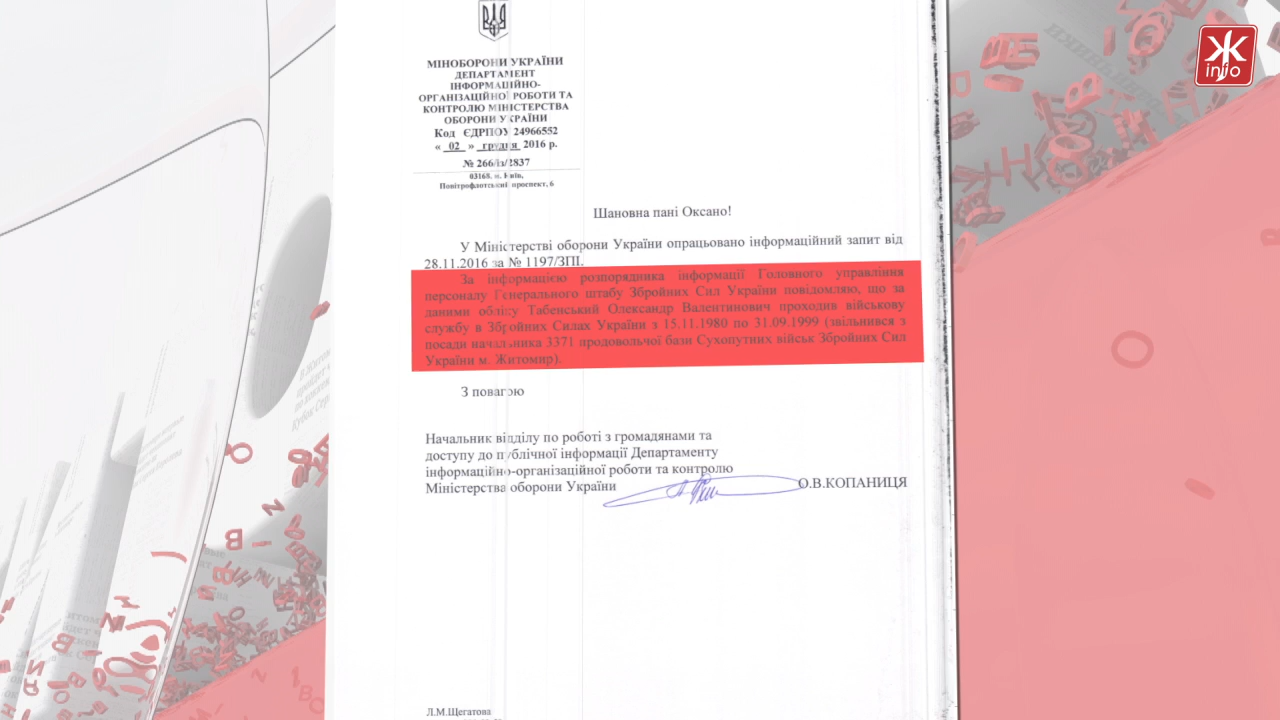 МІНОБОРОНИ УКРАЇНИ
ДЕПАРТАМЕНТ
ІНФОРМАЦІЙНО-
ОРГАНІЗАЦІЙНОЇ РОБОТИ ТА
КОНТРОЛЮ МІНІСТЕРСТВА
ОБОРОНИ УКРАЇНИ
Код ЄДРПОУ 24966552
« 02 » грудня 2016 р.
№ 266/із/2837
03168, м. Київ,
Повітрофлотський проспект, 6
Шановна пані Оксано!
У Міністерстві оборони України опрацьовано інформаційний запит від
28.11.2016 за № 1197/ЗПІ.
За інформацією розпорядника інформації Головного управління
персоналу Генерального штабу Збройних Сил України повідомляю, що за
даними обліку Табенський Олександр Валентинович проходив військову
службу в Збройних Силах України з 15.11.1980 по 31.09.1999 (звільнився з
посади начальника 3371 продовольчої бази Сухопутних військ Збройних Сил
України м. Житомир).
З повагою
Начальник відділу по роботі з громадянами та
доступу до публічної інформації Департаменту
інформаційно-організаційної роботи та контролю
Міністерства оборони України
О.В.КОПАНИЦЯ
Л.М.Щегатова
Ж
info